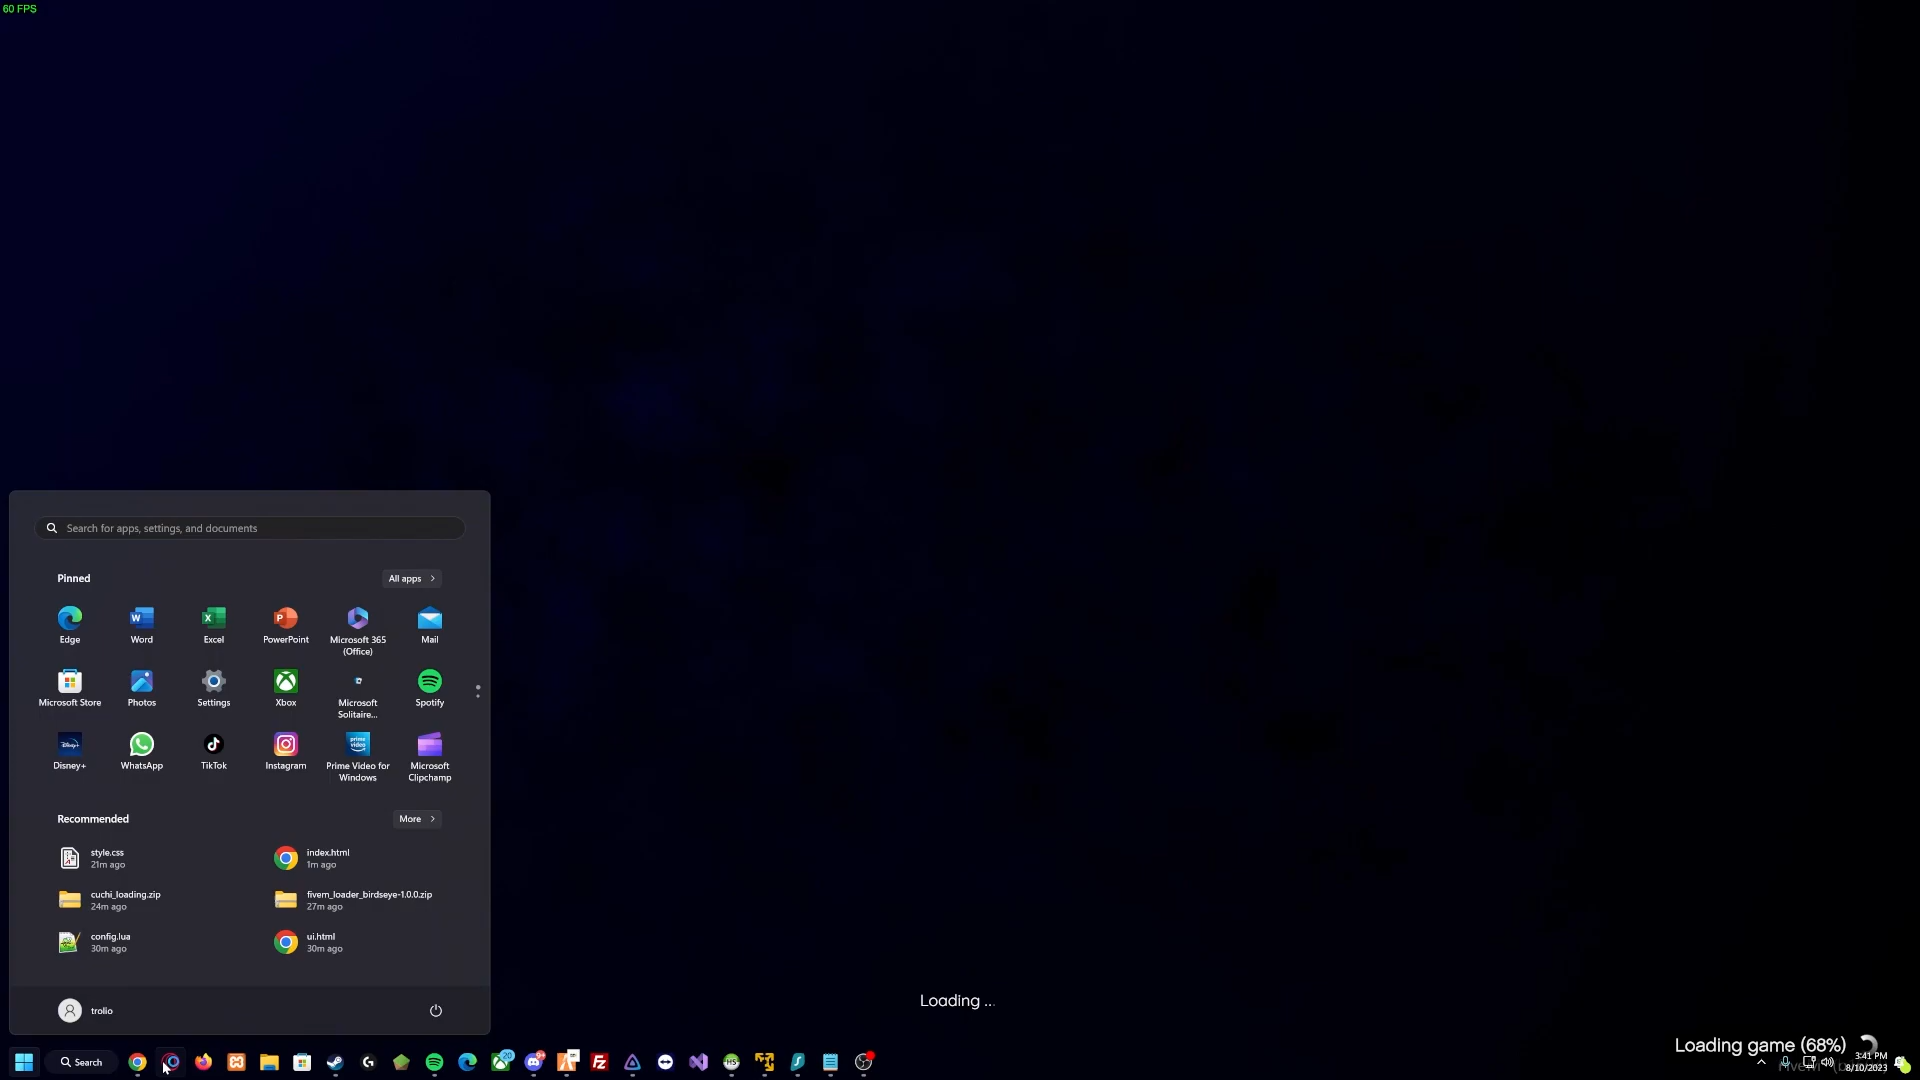 60 FPS
Search for apps, settings, and documents
Pinned
All apps
Edge
Word
Excel
PowerPoint
Microsoft 365
(Office)
Mail
Microsoft Store
Photos
Settings
Xbox
Microsoft
Solitaire...
Spotify
Disney+
WhatsApp
TikTok
Instagram
Prime Video for
Windows
Microsoft
Clipchamp
Recommended
More
style.css
21m ago
index.html
1m ago
cuchi_loading.zip
24m ago
fivem_loader_birdseye-1.0.0.zip
27m ago
config.lua
30m ago
ui.html
30m ago
trolio
Loading ...
Loading game (68%)
Search
20
3:41 PM
8/10/2023